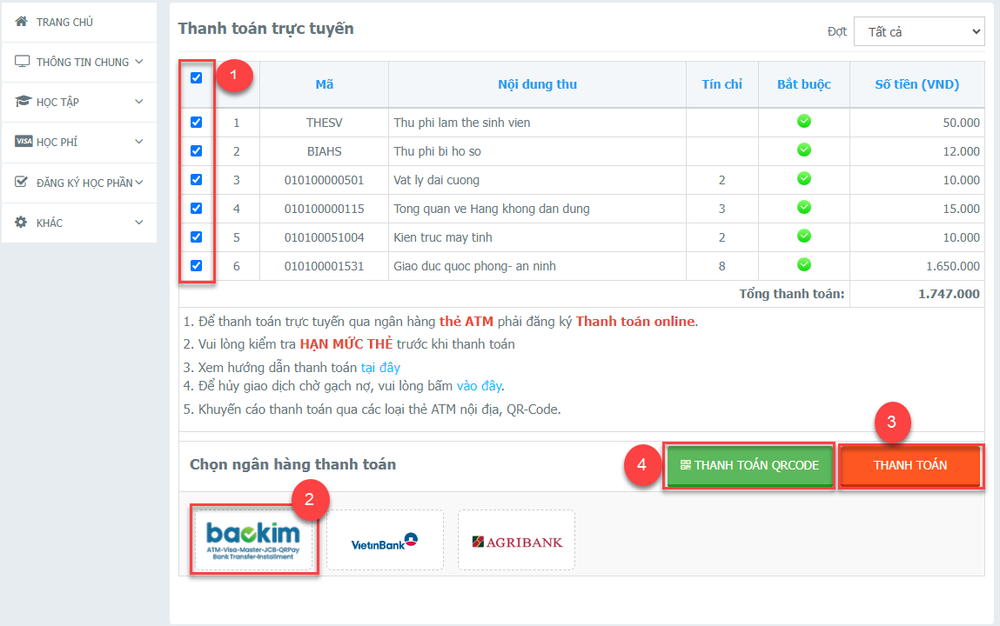 TRANG CHỦ
THÔNG TIN CHUNG
HỌC TẬP
VISA HỌC PHÍ
ĐĂNG KÝ HỌC PHẦN
KHÁC
Thanh toán trực tuyến
Đợt Tất cả
1
Mã Nội dung thu Tín chỉ Bắt buộc Số tiền (VND)
1 THESV Thu phi lam the sinh vien 50.000
2 BIAHS Thu phi bi ho so 12.000
3 010100000501 Vat ly dai cuong 2 10.000
4 010100000115 Tong quan ve Hang khong dan dung 3 15.000
5 010100051004 Kien truc may tinh 2 10.000
6 010100001531 Giao duc quoc phong- an ninh 8 1.650.000
Tổng thanh toán: 1.747.000
1. Để thanh toán trực tuyến qua ngân hàng thẻ ATM phải đăng ký Thanh toán online.
2. Vui lòng kiểm tra HẠN MỨC THẺ trước khi thanh toán
3. Xem hướng dẫn thanh toán tại đây
4. Để hủy giao dịch chờ gạch nợ, vui lòng bấm vào đây.
5. Khuyến cáo thanh toán qua các loại thẻ ATM nội địa, QR-Code.
3
Chọn ngân hàng thanh toán
4
THANH TOÁN QRCODE
THANH TOÁN
2
baokim
ATM-Visa-Master-JCB-QRPay
Bank Transfer-Installment
VietinBank
AGRIBANK